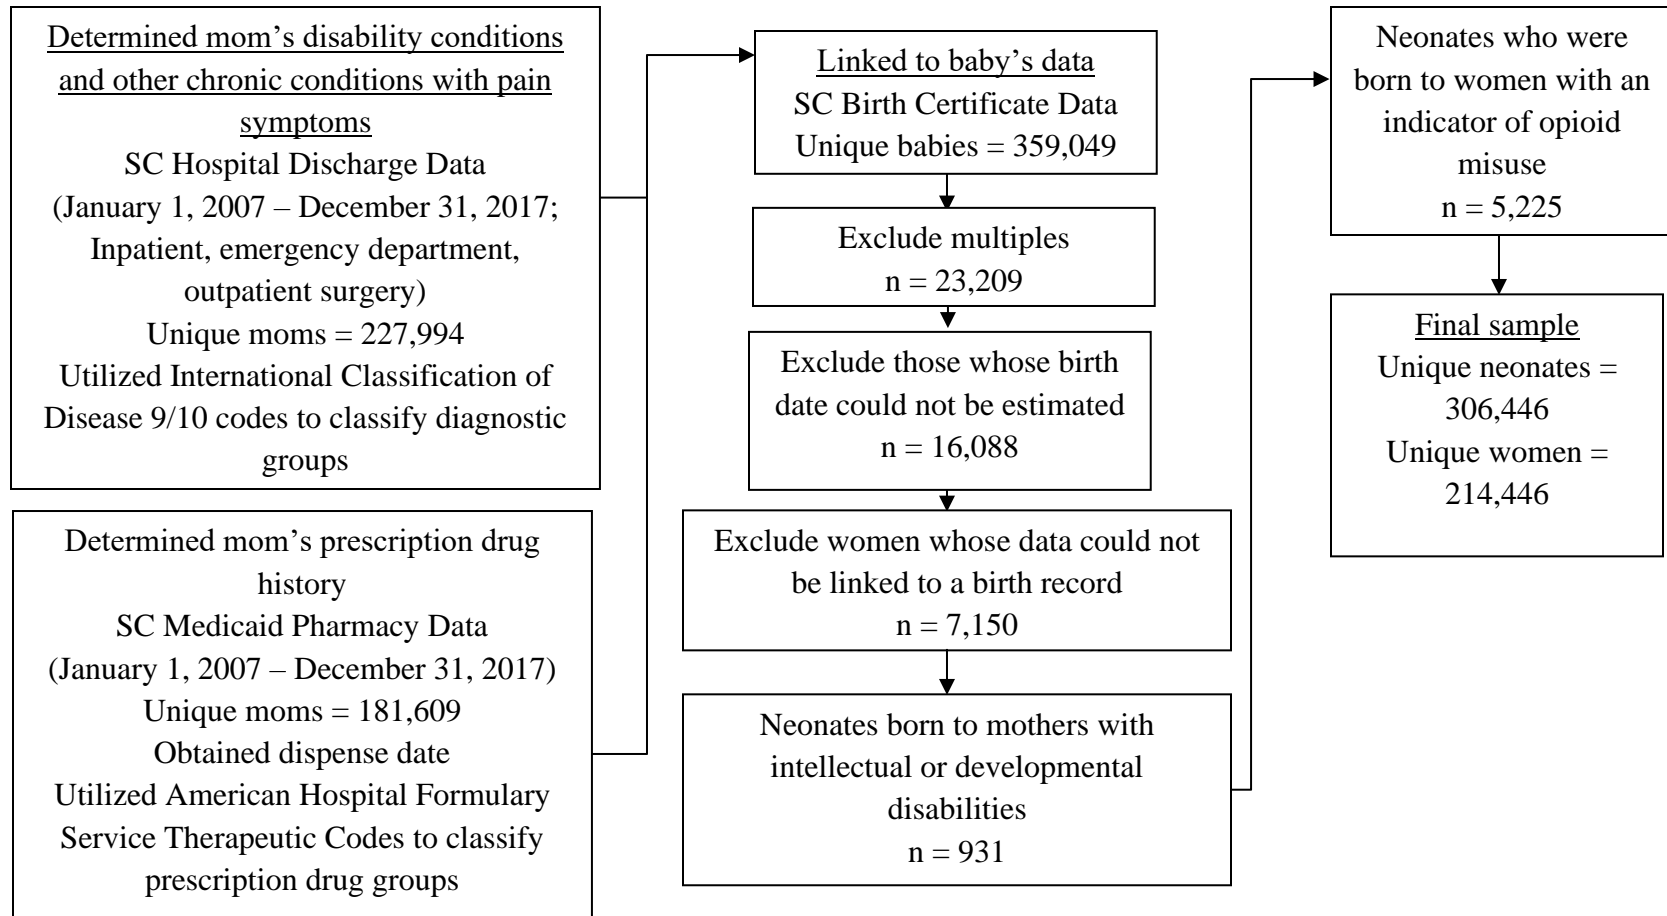 Determined mom’s disability conditions
and other chronic conditions with pain
symptoms
SC Hospital Discharge Data
(January 1, 2007 – December 31, 2017;
Inpatient, emergency department,
outpatient surgery)
Unique moms = 227,994
Utilized International Classification of
Disease 9/10 codes to classify diagnostic
groups
Determined mom’s prescription drug
history
SC Medicaid Pharmacy Data
(January 1, 2007 – December 31, 2017)
Unique moms = 181,609
Obtained dispense date
Utilized American Hospital Formulary
Service Therapeutic Codes to classify
prescription drug groups
Linked to baby’s data
SC Birth Certificate Data
Unique babies = 359,049
Exclude multiples
n = 23,209
Exclude those whose birth
date could not be estimated
n = 16,088
Exclude women whose data could not
be linked to a birth record
n = 7,150
Neonates born to mothers with
intellectual or developmental
disabilities
n = 931
Neonates who were
born to women with an
indicator of opioid
misuse
n = 5,225
Final sample
Unique neonates =
306,446
Unique women =
214,446